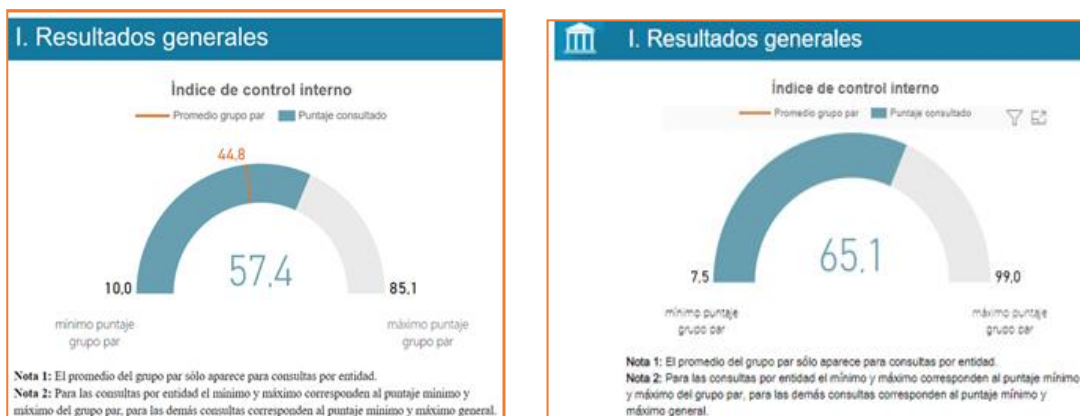 I. Resultados generales
Índice de control interno
Promedio grupo par Puntaje consultado
44,8
57,4
10,0
85,1
mínimo puntaje
grupo par
máximo puntaje
grupo par
Nota 1: El promedio del grupo par sólo aparece para consultas por entidad.
Nota 2: Para las consultas por entidad el mínimo y máximo corresponden al puntaje mínimo y
máximo del grupo par, para las demás consultas corresponden al puntaje mínimo y máximo general.
I. Resultados generales
Índice de control interno
Promedio grupo par Puntaje consultado
65,1
7,5
99,0
mínimo puntaje
grupo par
máximo puntaje
grupo par
Nota 1: El promedio del grupo par sólo aparece para consultas por entidad.
Nota 2: Para las consultas por entidad el mínimo y máximo corresponden al puntaje mínimo
y máximo del grupo par, para las demás consultas corresponden al puntaje mínimo y
máximo general.